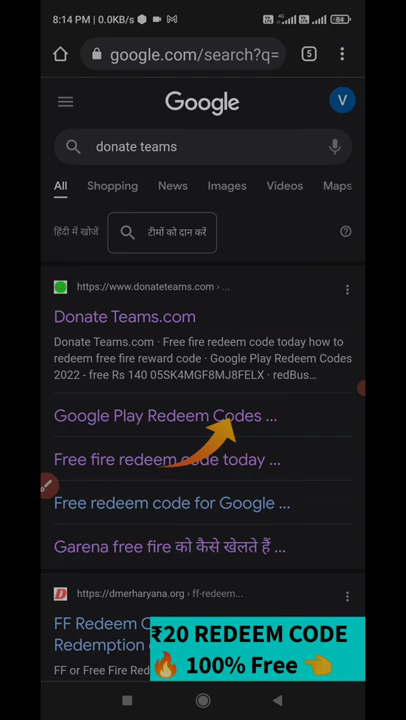 8:14 PM | 0.0KB/s
84
google.com/search?q=
5
Google
V
donate teams
All Shopping News Images Videos Maps
हिंदी में खोजें
टीमों को दान करें
https://www.donateteams.com › ...
Donate Teams.com
Donate Teams.com · Free fire redeem code today how to
redeem free fire reward code · Google Play Redeem Codes
2022 - free Rs 140 05SK4MGF8MJ8FELX · redBus...
Google Play Redeem Codes ...
Free fire redeem code today ...
Free redeem code for Google ...
Garena free fire को कैसे खेलते हैं ...
https://dmerharyana.org › ff-redeem...
FF Redeem C
Redemption
FF or Free Fire Red
₹20 REDEEM CODE
🔥 100% Free 👈